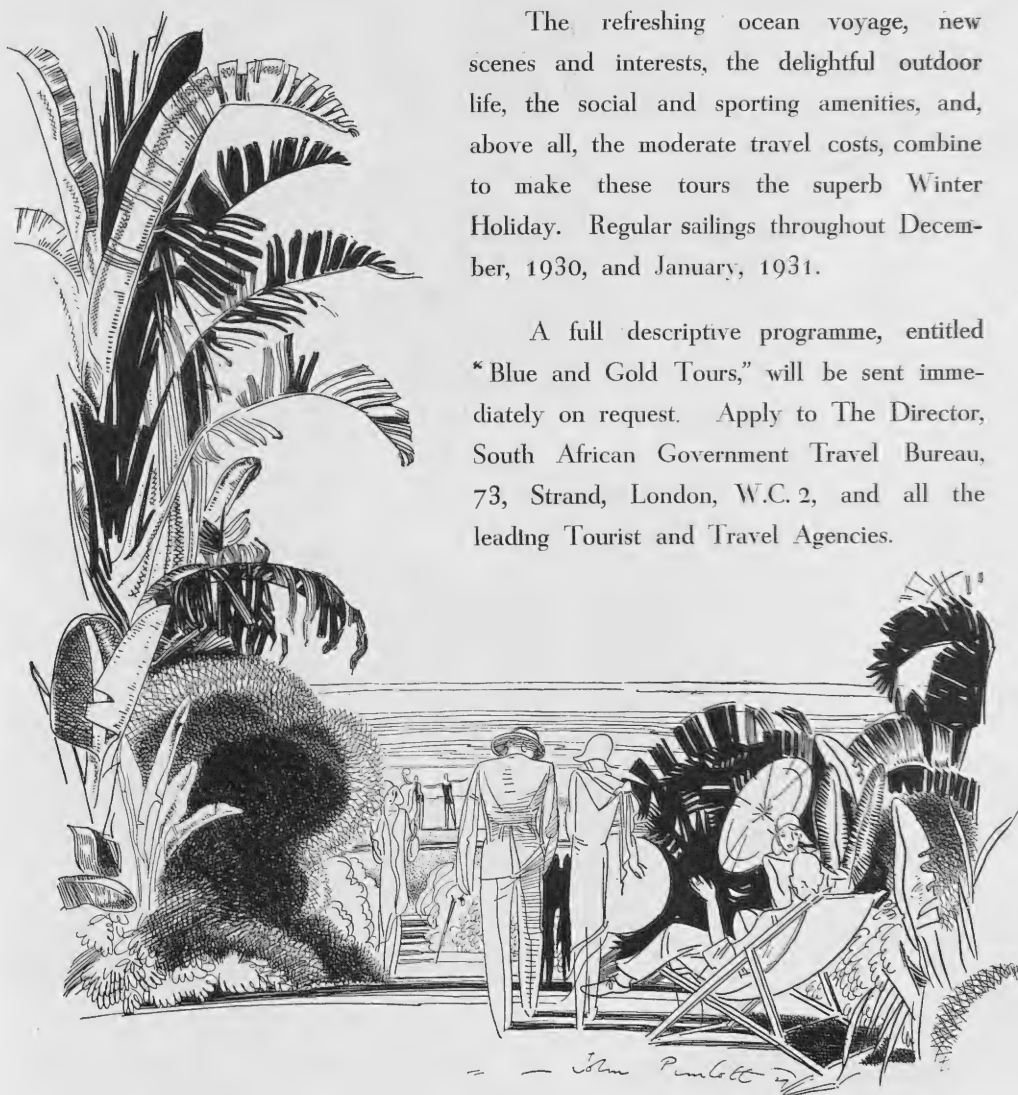 The refreshing ocean voyage, new
scenes and interests, the delightful outdoor
life, the social and sporting amenities, and,
above all, the moderate travel costs, combine
to make these tours the superb Winter
Holiday. Regular sailings throughout Decem-
ber, 1930, and January, 1931.
A full descriptive programme, entitled
“Blue and Gold Tours,” will be sent imme-
diately on request. Apply to The Director,
South African Government Travel Bureau,
73, Strand, London, W.C. 2, and all the
leading Tourist and Travel Agencies.
John